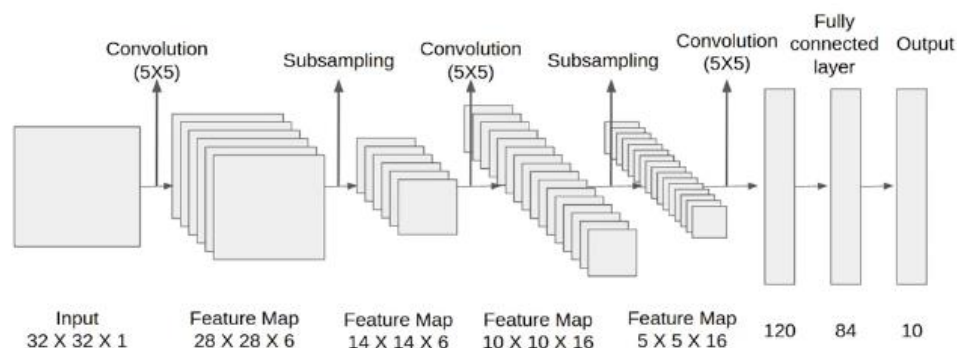 Convolution
(5X5)
Subsampling
Convolution
(5X5)
Subsampling
Convolution
(5X5)
Fully
connected
layer
Output
Input
32 X 32 X 1
Feature Map
28 X 28 X 6
Feature Map
14 X 14 X 6
Feature Map
10 X 10 X 16
Feature Map
5 X 5 X 16
120
84
10